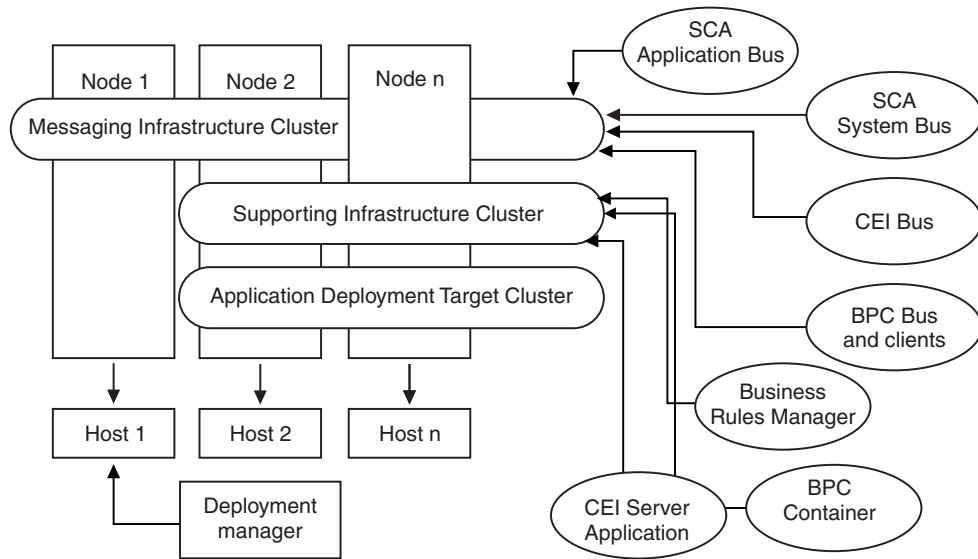 Node 1
Node 2
Node n
SCA
Application Bus
Messaging Infrastructure Cluster
SCA
System Bus
Supporting Infrastructure Cluster
CEI Bus
Application Deployment Target Cluster
BPC Bus
and clients
Business
Rules Manager
Host 1
Host 2
Host n
Deployment
manager
CEI Server
Application
BPC
Container